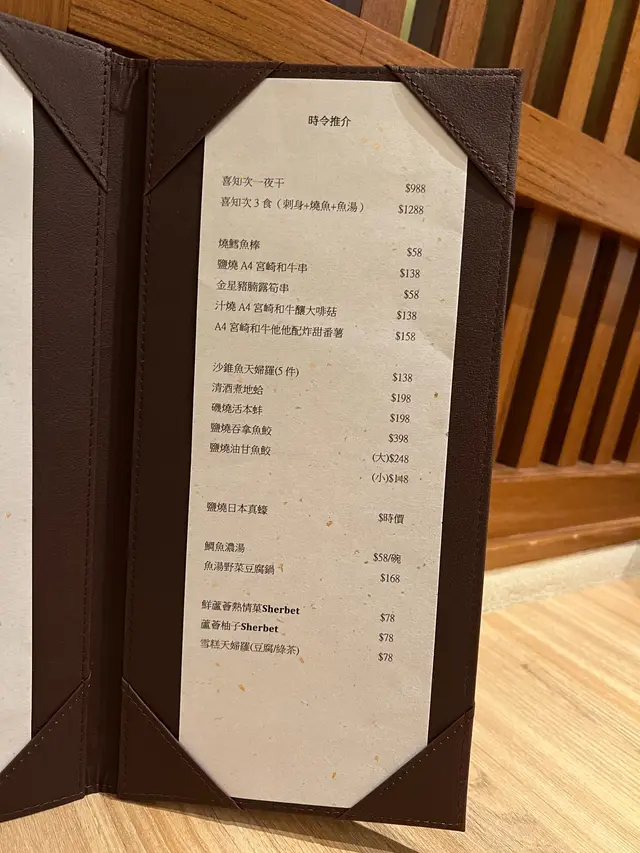 時令推介
喜知次一夜干 $988
喜知次 3 食（刺身+燒魚+魚湯） $1288
燒鱈魚棒 $58
鹽燒 A4 宮崎和牛串 $138
金星豬腩露筍串 $58
汁燒 A4 宮崎和牛釀大啡菇 $138
A4 宮崎和牛他他配炸甜番薯 $158
沙錐魚天婦羅(5 件) $138
清酒煮地蛤 $198
磯燒活本蚌 $198
鹽燒吞拿魚鮫 $398
鹽燒油甘魚鮫 (大)$248
(小)$148
鹽燒日本真蠔 $時價
鯛魚濃湯 $58/碗
魚湯野菜豆腐鍋 $168
鮮蘆薈熱情菓Sherbet $78
蘆薈柚子Sherbet $78
雪糕天婦羅(豆腐/綠茶) $78